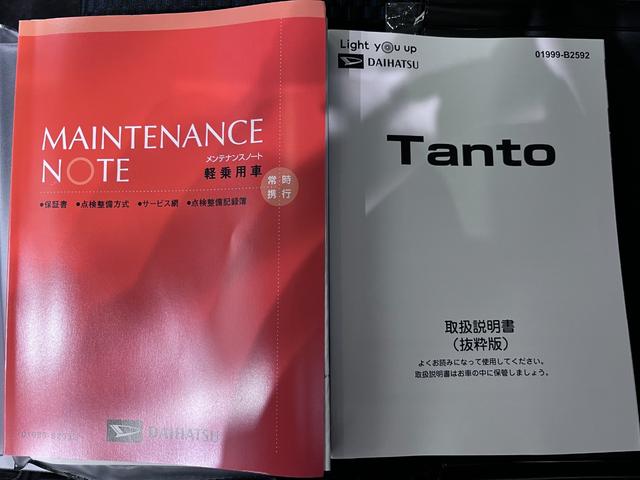 MAINTENANCE
NOTE
メンテナンスノート
軽乗用車
常時
携行
●保証書 ●点検整備方式 ●サービス網 ●点検整備記録簿
DAIHATSU
Light you up
DAIHATSU
01999-B2592
Tanto
取扱説明書
（抜粋版）
よくお読みになって使用してください。
取扱説明書はお車の中に保管しましょう。